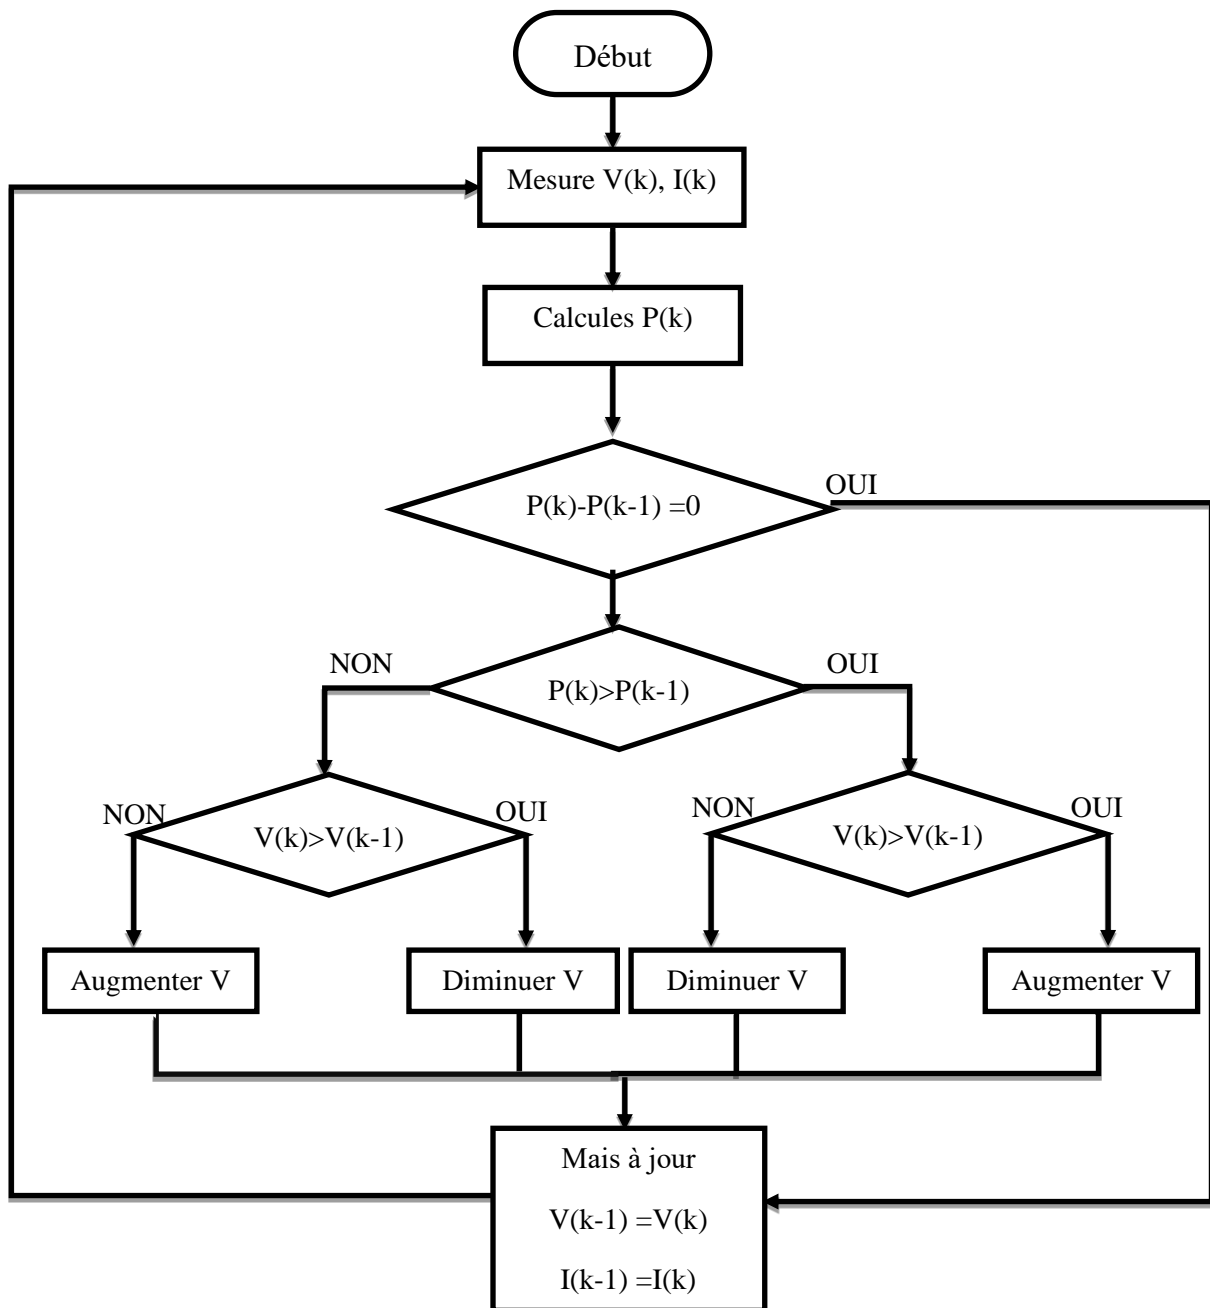 Début
Mesure V(k), I(k)
Calcules P(k)
P(k)-P(k-1) =0
OUI
P(k)>P(k-1)
NON
OUI
V(k)>V(k-1)
NON
OUI
V(k)>V(k-1)
NON
OUI
Augmenter V
Diminuer V
Diminuer V
Augmenter V
Mais à jour
V(k-1) =V(k)
I(k-1) =I(k)